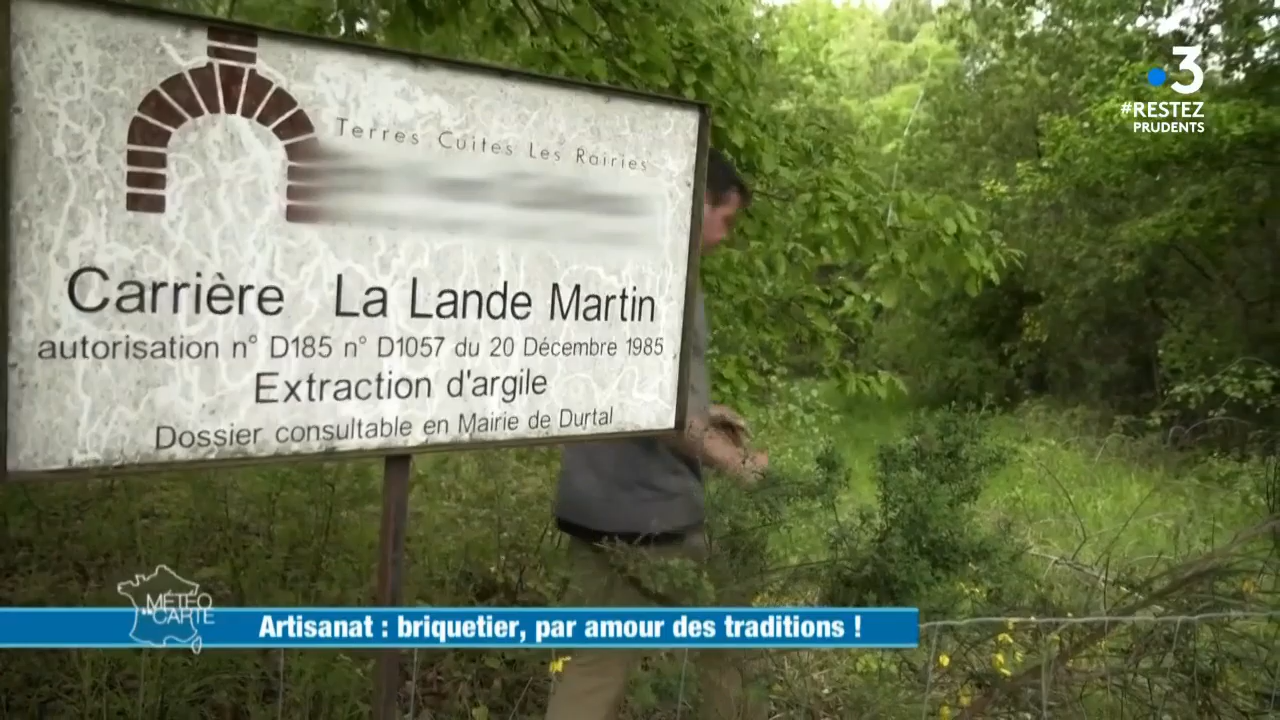 3
#RESTEZ
PRUDENTS
Terres Cuites Les Rairies
Carrière La Lande Martin
autorisation n° D185 n° D1057 du 20 Décembre 1985
Extraction d'argile
Dossier consultable en Mairie de Durtal
MÉTÉO
À LA CARTE
Artisanat : briquetier, par amour des traditions !